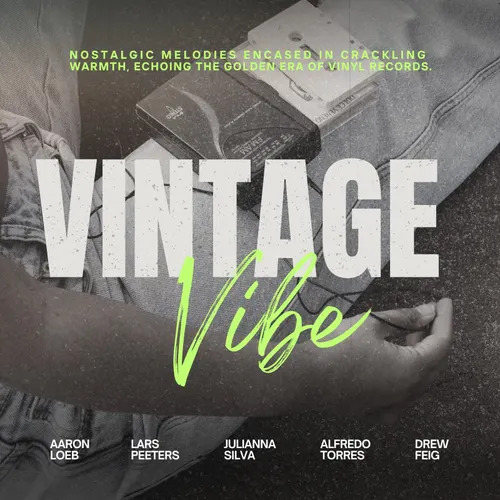 NOSTALGIC MELODIES ENCASED IN CRACKLING
WARMTH, ECHOING THE GOLDEN ERA OF VINYL RECORDS.
VINTAGE
Vibe
AARON
LOEB
LARS
PEETERS
JULIANNA
SILVA
ALFREDO
TORRES
DREW
FEIG